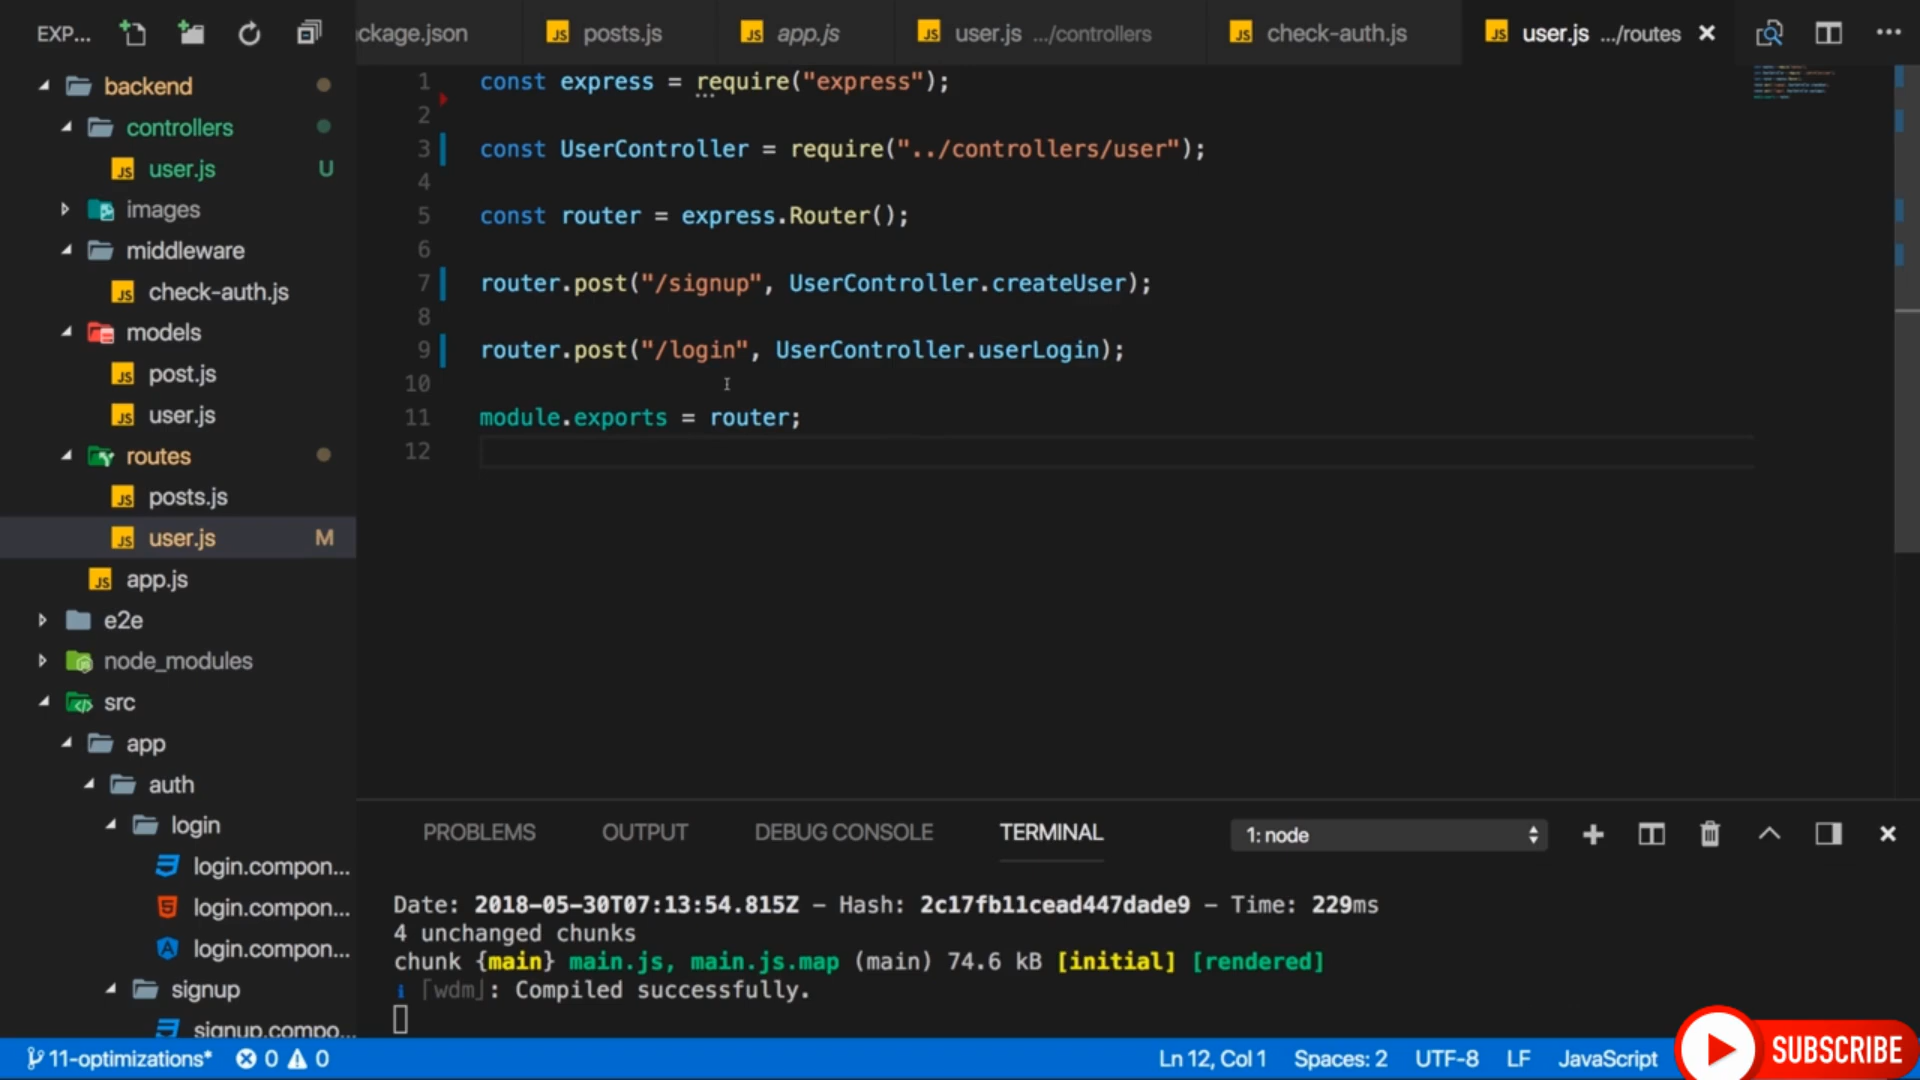 EXP...
ckage.json
posts.js
app.js
user.js .../controllers
check-auth.js
user.js .../routes
backend
controllers
user.js U
images
middleware
check-auth.js
models
post.js
user.js
routes
posts.js
user.js M
app.js
e2e
node_modules
src
app
auth
login
login.compon...
login.compon...
login.compon...
signup
signup.compo...
1 const express = require("express");
2
3 const UserController = require("../controllers/user");
4
5 const router = express.Router();
6
7 router.post("/signup", UserController.createUser);
8
9 router.post("/login", UserController.userLogin);
10
11 module.exports = router;
12
PROBLEMS OUTPUT DEBUG CONSOLE TERMINAL 1: node
Date: 2018-05-30T07:13:54.815Z – Hash: 2c17fb11cead447dade9 – Time: 229ms
4 unchanged chunks
chunk {main} main.js, main.js.map (main) 74.6 kB [initial] [rendered]
i ｢wdm｣: Compiled successfully.
11-optimizations* 0 0 Ln 12, Col 1 Spaces: 2 UTF-8 LF JavaScript
SUBSCRIBE